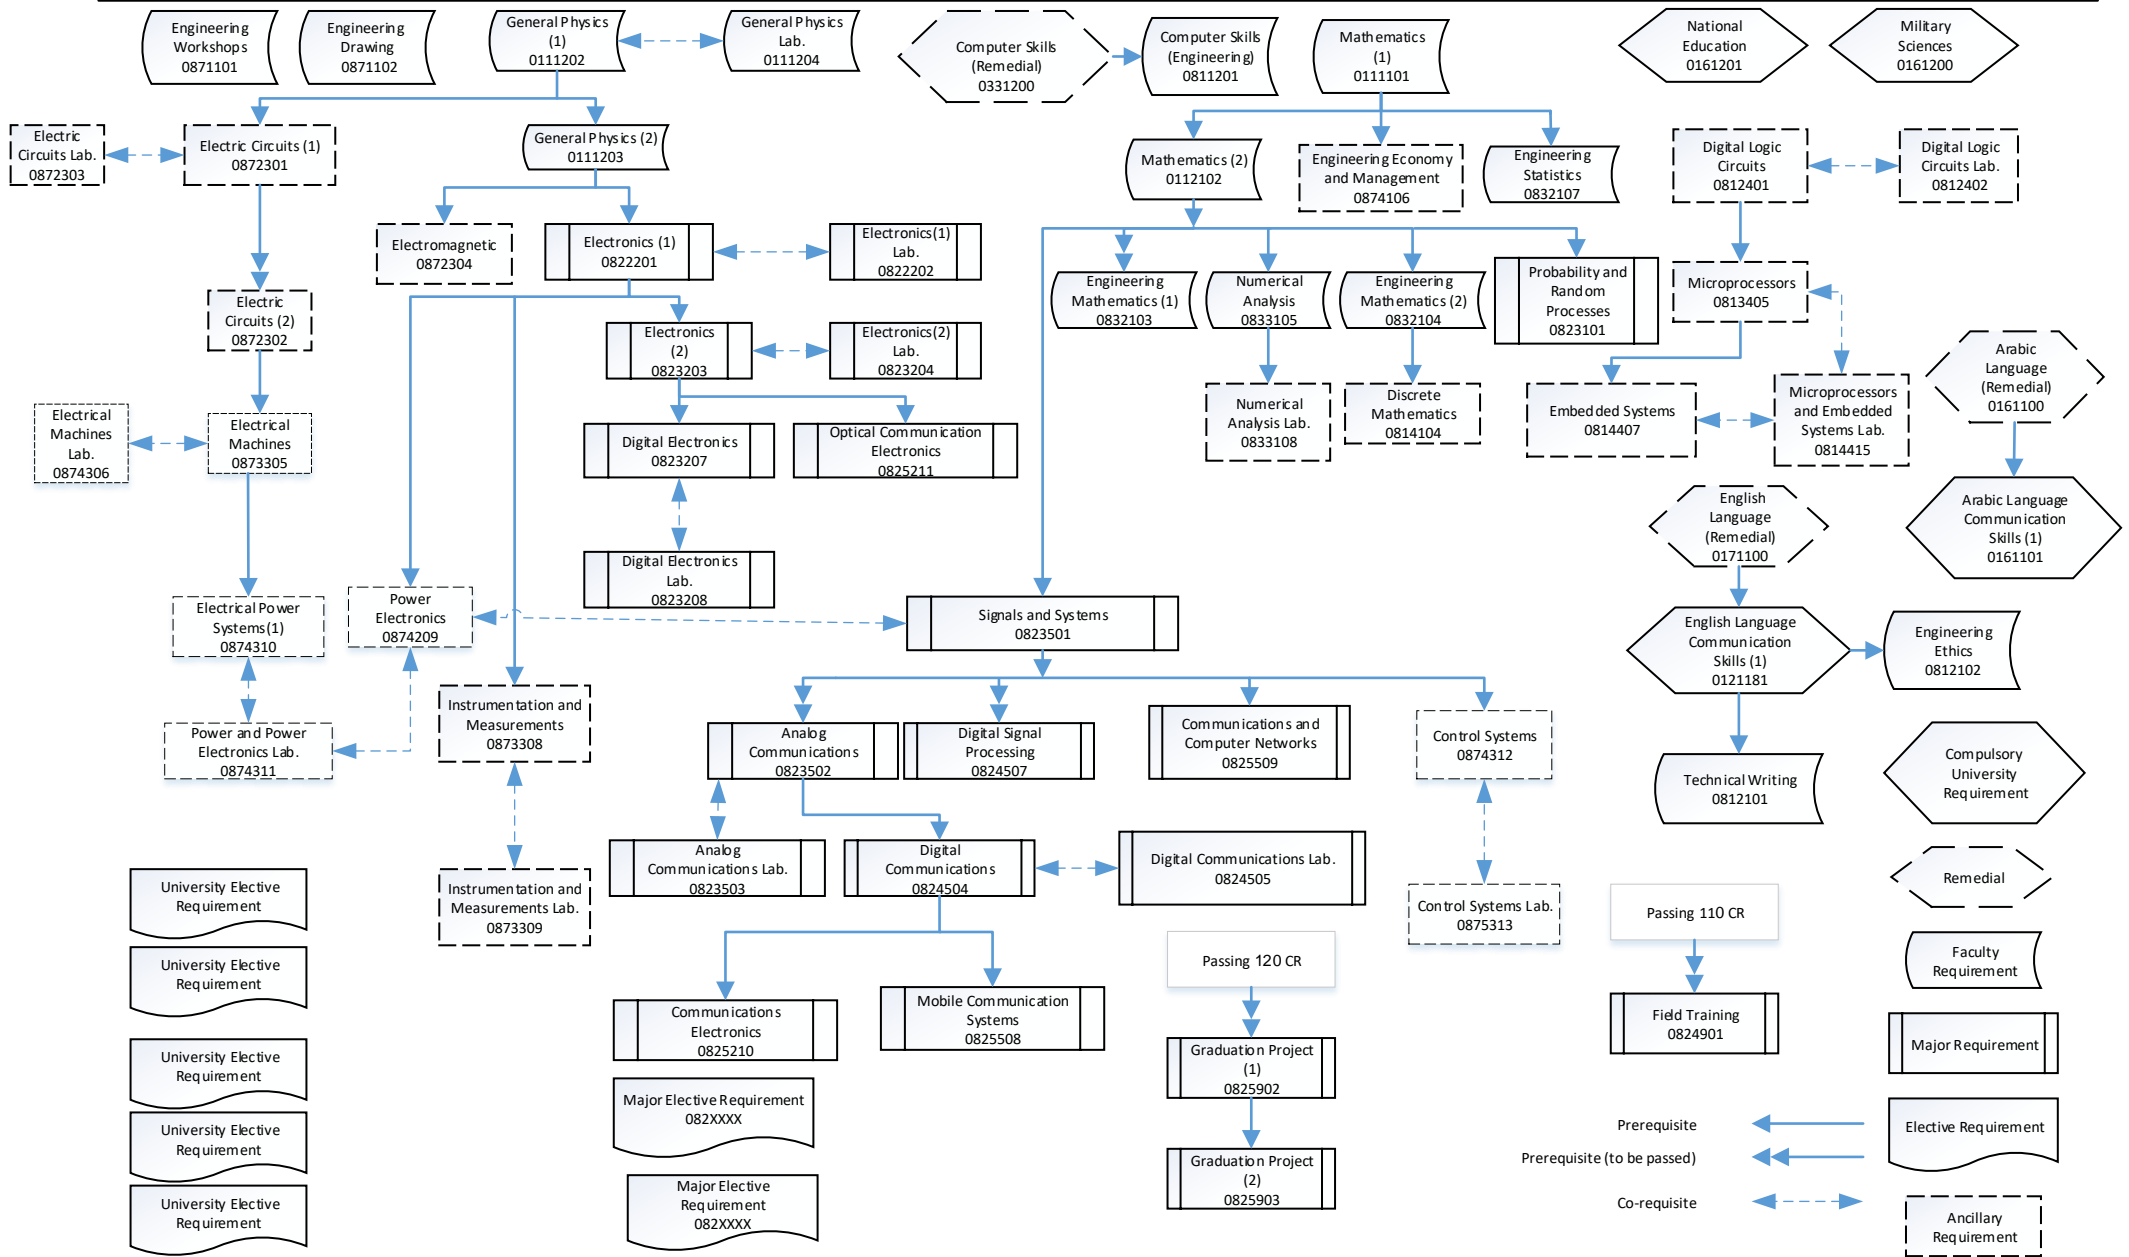 Engineering
Workshops
0871101
Engineering
Drawing
0871102
General Physics
(1)
0111202
General Physics
Lab.
0111204
Computer Skills
(Remedial)
0331200
Computer Skills
(Engineering)
0811201
Mathematics
(1)
0111101
National
Education
0161201
Military
Sciences
0161200
Electric
Circuits Lab.
0872303
Electric Circuits (1)
0872301
General Physics (2)
0111203
Mathematics (2)
0112102
Engineering Economy
and Management
0874106
Engineering
Statistics
0832107
Digital Logic
Circuits
0812401
Digital Logic
Circuits Lab.
0812402
Electromagnetic
0872304
Electronics (1)
0822201
Electronics(1)
Lab.
0822202
Engineering
Mathematics (1)
0832103
Numerical
Analysis
0833105
Engineering
Mathematics (2)
0832104
Probability and
Random
Processes
0823101
Microprocessors
0813405
Electric
Circuits (2)
0872302
Electronics
(2)
0823203
Electronics(2)
Lab.
0823204
Arabic
Language
(Remedial)
0161100
Electrical
Machines
Lab.
0874306
Electrical
Machines
0873305
Digital Electronics
0823207
Optical Communication
Electronics
0825211
Numerical
Analysis Lab.
0833108
Discrete
Mathematics
0814104
Embedded Systems
0814407
Microprocessors
and Embedded
Systems Lab.
0814415
English
Language
(Remedial)
0171100
Arabic Language
Communication
Skills (1)
0161101
Digital Electronics
Lab.
0823208
Electrical Power
Systems(1)
0874310
Power
Electronics
0874209
Signals and Systems
0823501
English Language
Communication
Skills (1)
0121181
Engineering
Ethics
0812102
Power and Power
Electronics Lab.
0874311
Instrumentation and
Measurements
0873308
Analog
Communications
0823502
Digital Signal
Processing
0824507
Communications and
Computer Networks
0825509
Control Systems
0874312
Technical Writing
0812101
Compulsory
University
Requirement
Instrumentation and
Measurements Lab.
0873309
Analog
Communications Lab.
0823503
Digital
Communications
0824504
Digital Communications Lab.
0824505
Control Systems Lab.
0875313
Remedial
University Elective
Requirement
University Elective
Requirement
University Elective
Requirement
University Elective
Requirement
University Elective
Requirement
Passing 120 CR
Passing 110 CR
Faculty
Requirement
Communications
Electronics
0825210
Mobile Communication
Systems
0825508
Graduation Project
(1)
0825902
Field Training
0824901
Major Requirement
Major Elective Requirement
082XXXX
Major Elective
Requirement
082XXXX
Graduation Project
(2)
0825903
Prerequisite
Prerequisite (to be passed)
Co-requisite
Elective Requirement
Ancillary
Requirement